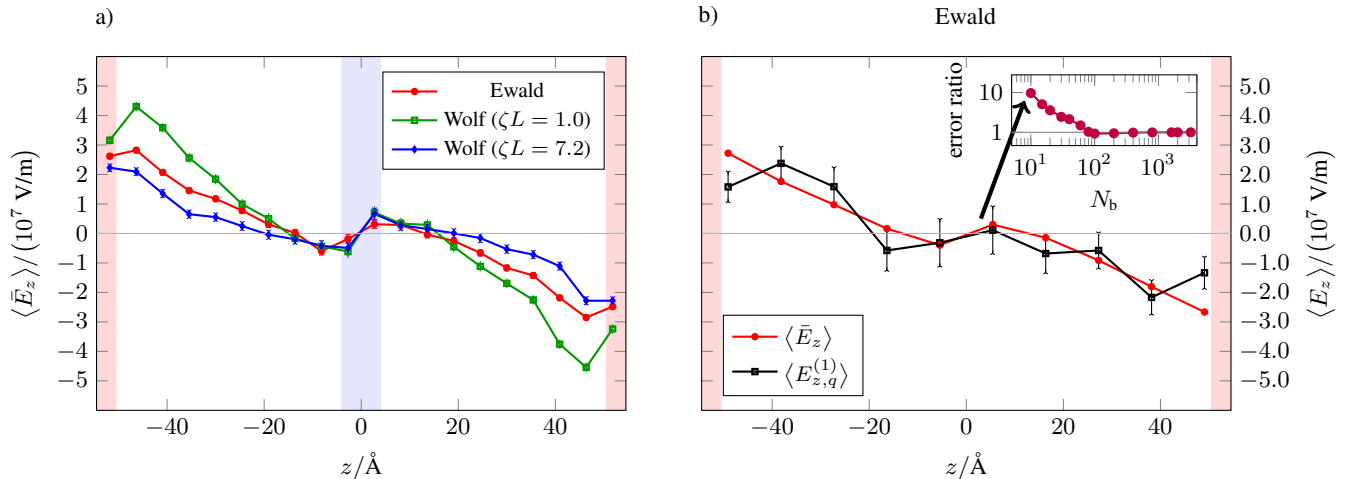 a)
5
4
3
2
1
0
−1
−2
−3
−4
−5
⟨Ē_z⟩/(10^7 V/m)
Ewald
Wolf (ζL = 1.0)
Wolf (ζL = 7.2)
−40
−20
0
20
40
z/Å
b)
Ewald
error ratio
10
1
10^1
10^2
10^3
N_b
⟨Ē_z⟩
⟨E_{z,q}^{(1)}⟩
5.0
4.0
3.0
2.0
1.0
0.0
−1.0
−2.0
−3.0
−4.0
−5.0
⟨E_z⟩/(10^7 V/m)
−40
−20
0
20
40
z/Å